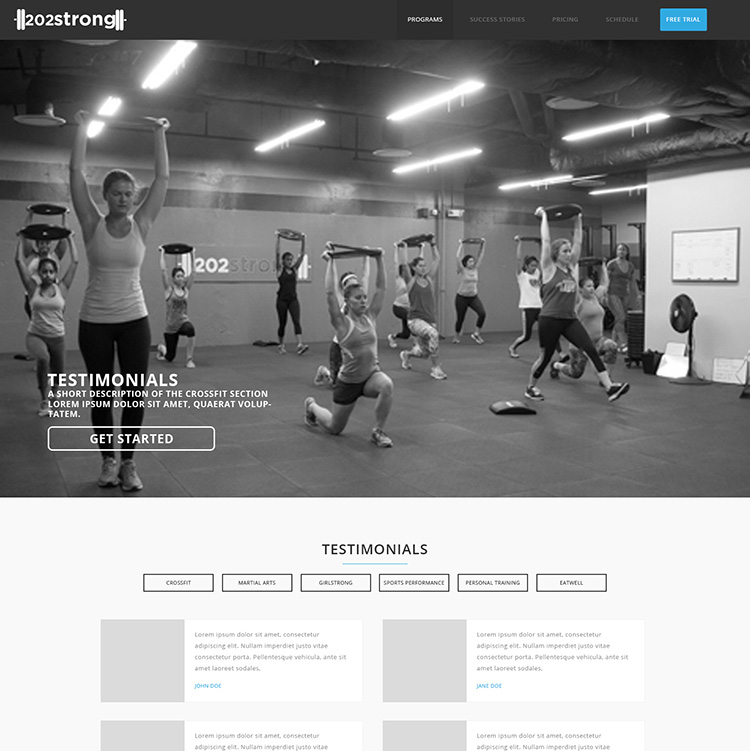 202strong
PROGRAMS
SUCCESS STORIES
PRICING
SCHEDULE
FREE TRIAL
202strong
TESTIMONIALS
A SHORT DESCRIPTION OF THE CROSSFIT SECTION
LOREM IPSUM DOLOR SIT AMET, QUAERAT VOLUP-
TATEM.
GET STARTED
TESTIMONIALS
CROSSFIT
MARTIAL ARTS
GIRLSTRONG
SPORTS PERFORMANCE
PERSONAL TRAINING
EATWELL
Lorem ipsum dolor sit amet, consectetur
adipiscing elit. Nullam imperdiet justo vitae
consectetur porta. Pellentesque vehicula, ante sit
amet laoreet sodales,
JOHN DOE
Lorem ipsum dolor sit amet, consectetur
adipiscing elit. Nullam imperdiet justo vitae
consectetur porta. Pellentesque vehicula, ante sit
amet laoreet sodales,
JANE DOE
Lorem ipsum dolor sit amet, consectetur
adipiscing elit. Nullam imperdiet justo vitae
Lorem ipsum dolor sit amet, consectetur
adipiscing elit. Nullam imperdiet justo vitae